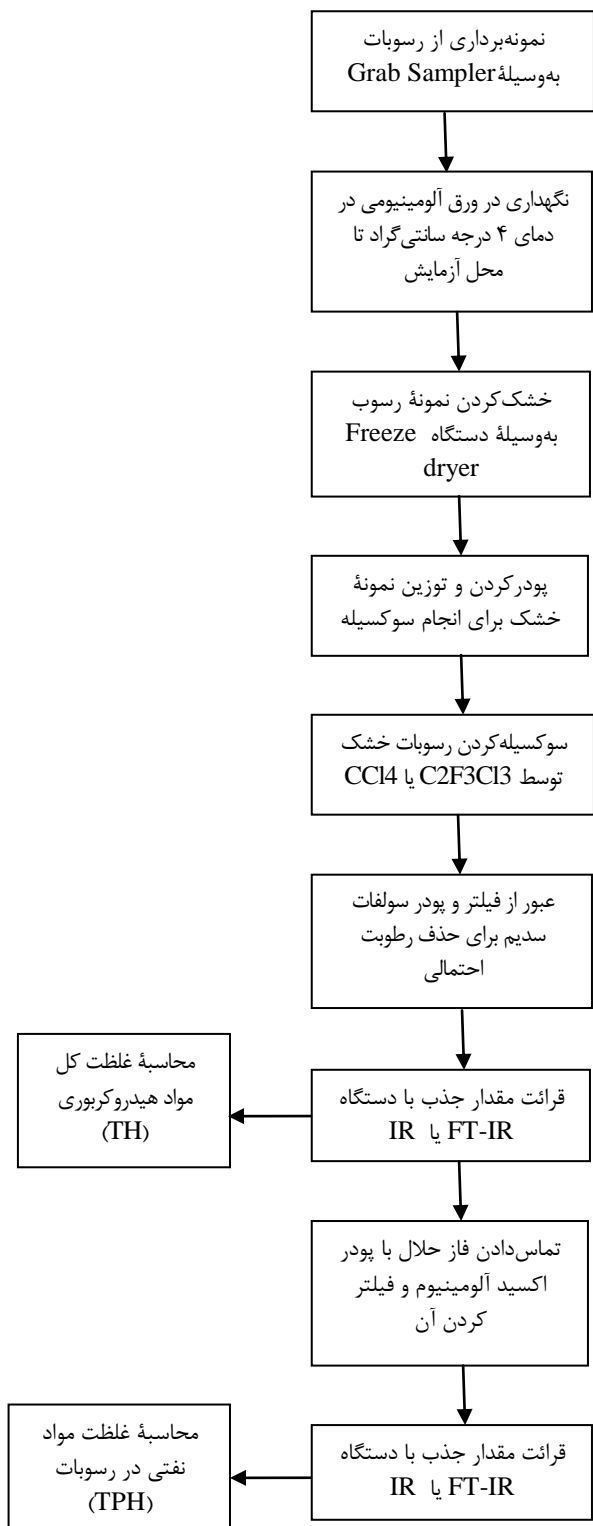 نمونه‌برداری از رسوبات
به‌وسیلهٔ Grab Sampler
نگهداری در ورق آلومینیومی در
دمای ۴ درجه سانتی‌گراد تا
محل آزمایش
خشک‌کردن نمونهٔ رسوب
به‌وسیلهٔ دستگاه Freeze
dryer
پودرکردن و توزین نمونهٔ
خشک برای انجام سوکسیله
سوکسیله‌کردن رسوبات خشک
توسط C2F3Cl3 یا CCl4
عبور از فیلتر و پودر سولفات
سدیم برای حذف رطوبت
احتمالی
قرائت مقدار جذب با دستگاه
FT-IR یا IR
محاسبهٔ غلظت کل
مواد هیدروکربوری
(TH)
تماس‌دادن فاز حلال با پودر
اکسید آلومینیوم و فیلتر
کردن آن
قرائت مقدار جذب با دستگاه
FT-IR یا IR
محاسبهٔ غلظت مواد
نفتی در رسوبات
(TPH)